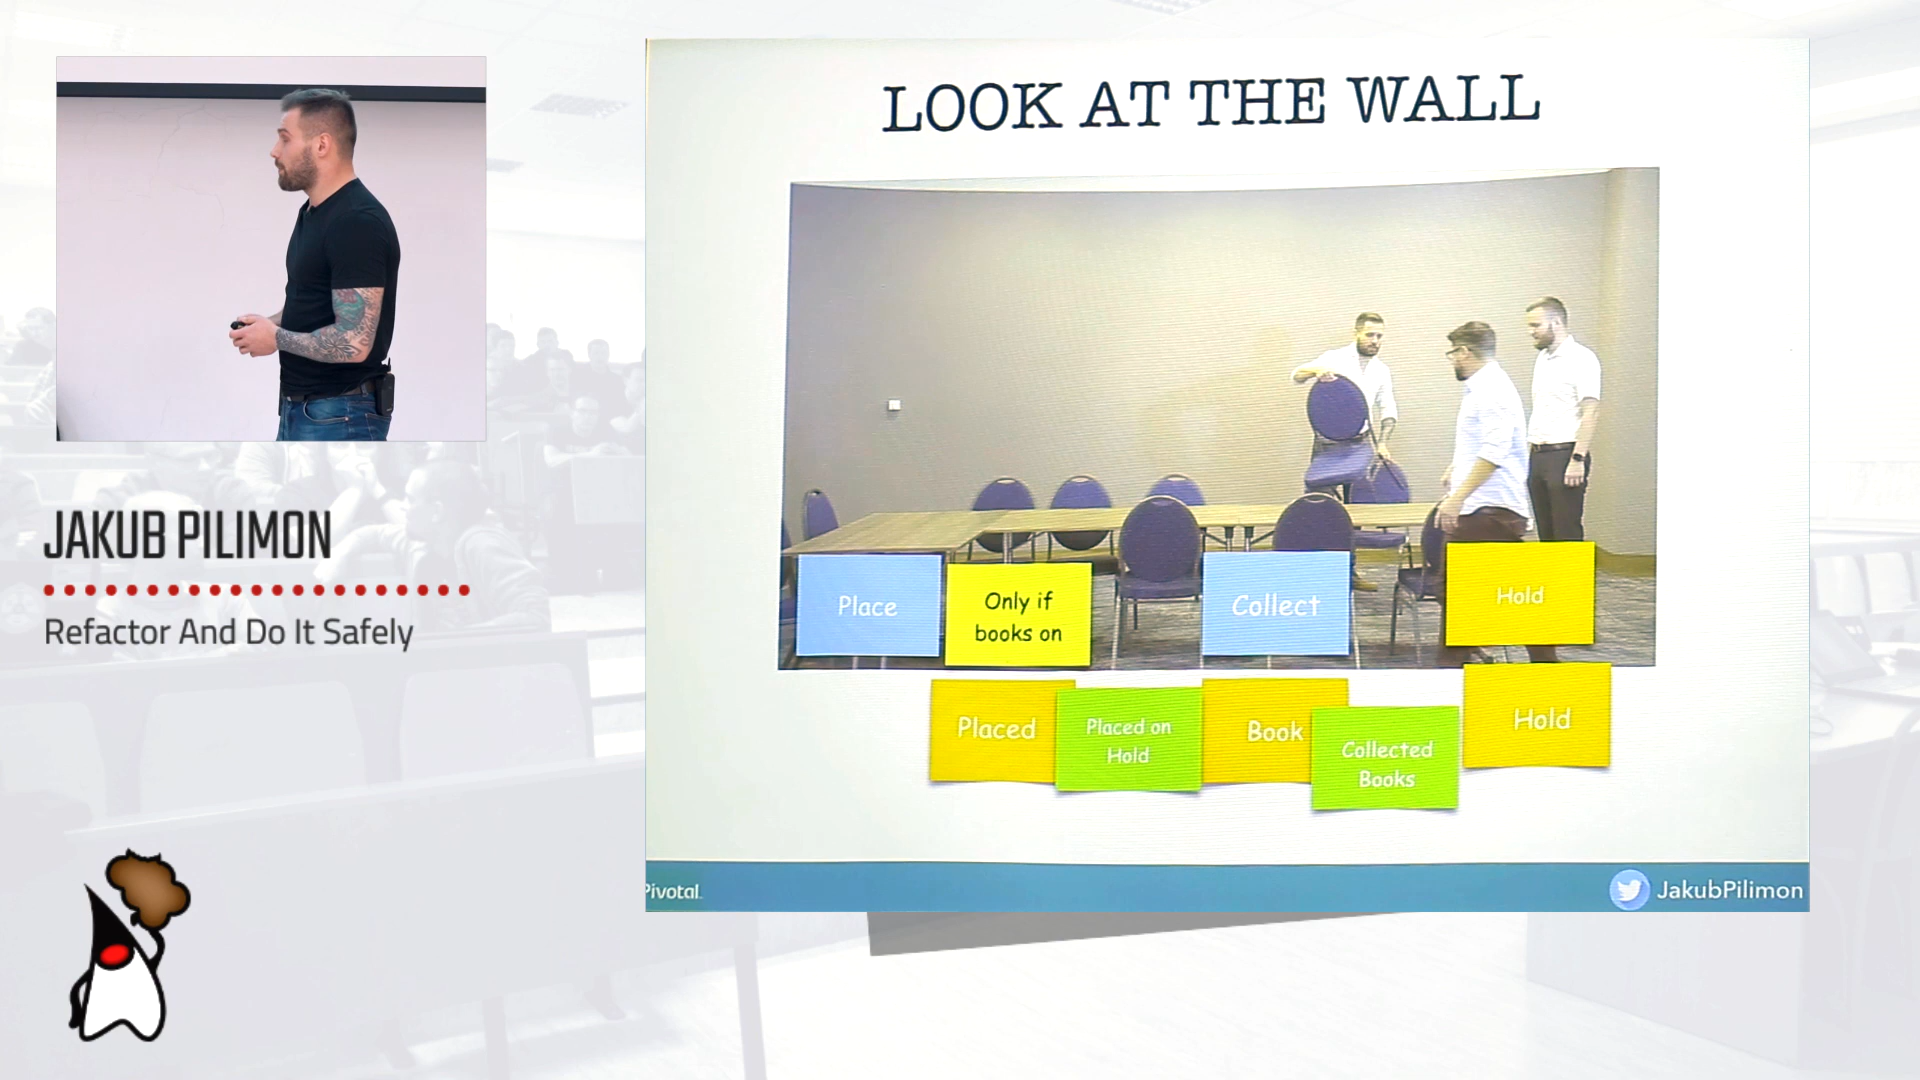 LOOK AT THE WALL
JAKUB PILIMON
Refactor And Do It Safely
Place
Only if
books on
Collect
Hold
Placed
Placed on
Hold
Book
Collected
Books
Hold
Pivotal.
JakubPilimon